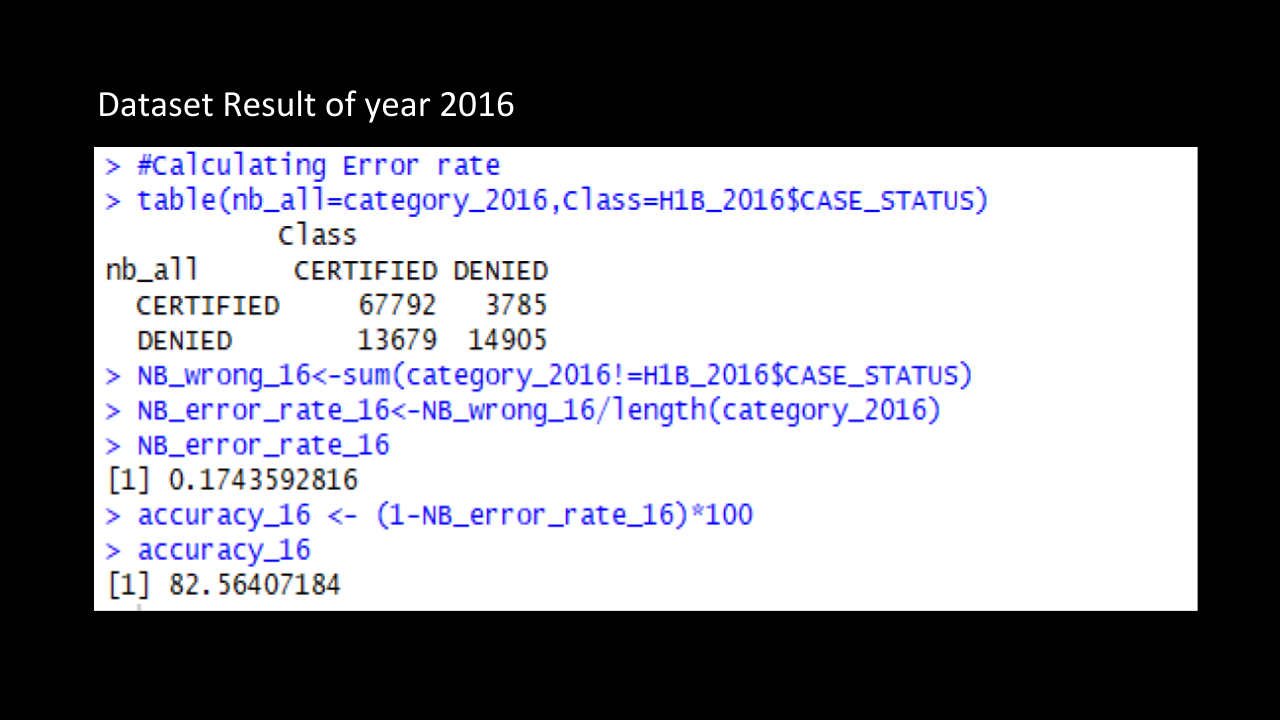 Dataset Result of year 2016
> #Calculating Error rate
> table(nb_all=category_2016,Class=H1B_2016$CASE_STATUS)
Class
nb_all CERTIFIED DENIED
CERTIFIED 67792 3785
DENIED 13679 14905
> NB_wrong_16<-sum(category_2016!=H1B_2016$CASE_STATUS)
> NB_error_rate_16<-NB_wrong_16/length(category_2016)
> NB_error_rate_16
[1] 0.1743592816
> accuracy_16 <- (1-NB_error_rate_16)*100
> accuracy_16
[1] 82.56407184